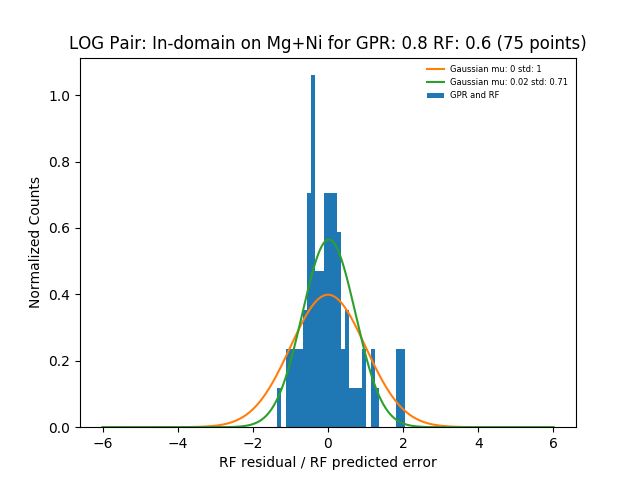 LOG Pair: In-domain on Mg+Ni for GPR: 0.8 RF: 0.6 (75 points)
Gaussian mu: 0 std: 1
Gaussian mu: 0.02 std: 0.71
GPR and RF
Normalized Counts
1.0
0.8
0.6
0.4
0.2
0.0
−6 −4 −2 0 2 4 6
RF residual / RF predicted error